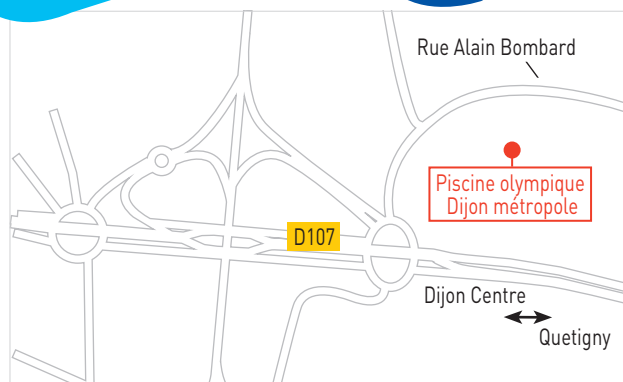 Rue Alain Bombard
Piscine olympique
Dijon métropole
D107
Dijon Centre
Quetigny